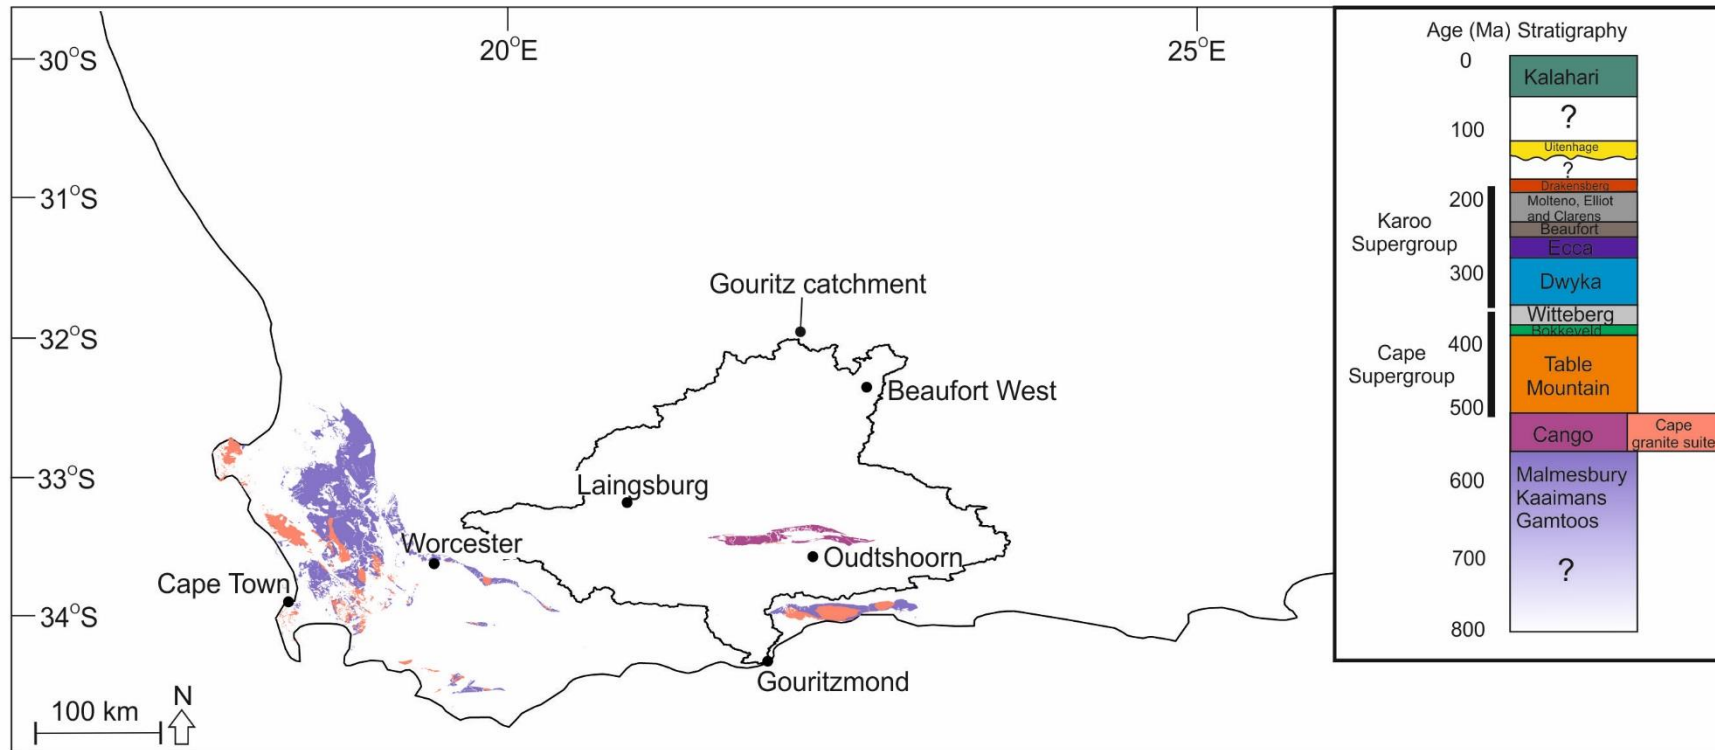 20°E
25°E
30°S
31°S
32°S
33°S
34°S
Gouritz catchment
Beaufort West
Laingsburg
Worcester
Oudtshoorn
Cape Town
Gouritzmond
100 km
N
Age (Ma) Stratigraphy
0
100
200
300
400
500
600
700
800
Karoo
Supergroup
Cape
Supergroup
Kalahari
?
Uitenhage
?
Drakensberg
Molteno, Elliot
and Clarens
Beaufort
Ecca
Dwyka
Witteberg
Bokkeveld
Table
Mountain
Cango
Cape
granite suite
Malmesbury
Kaaimans
Gamtoos
?